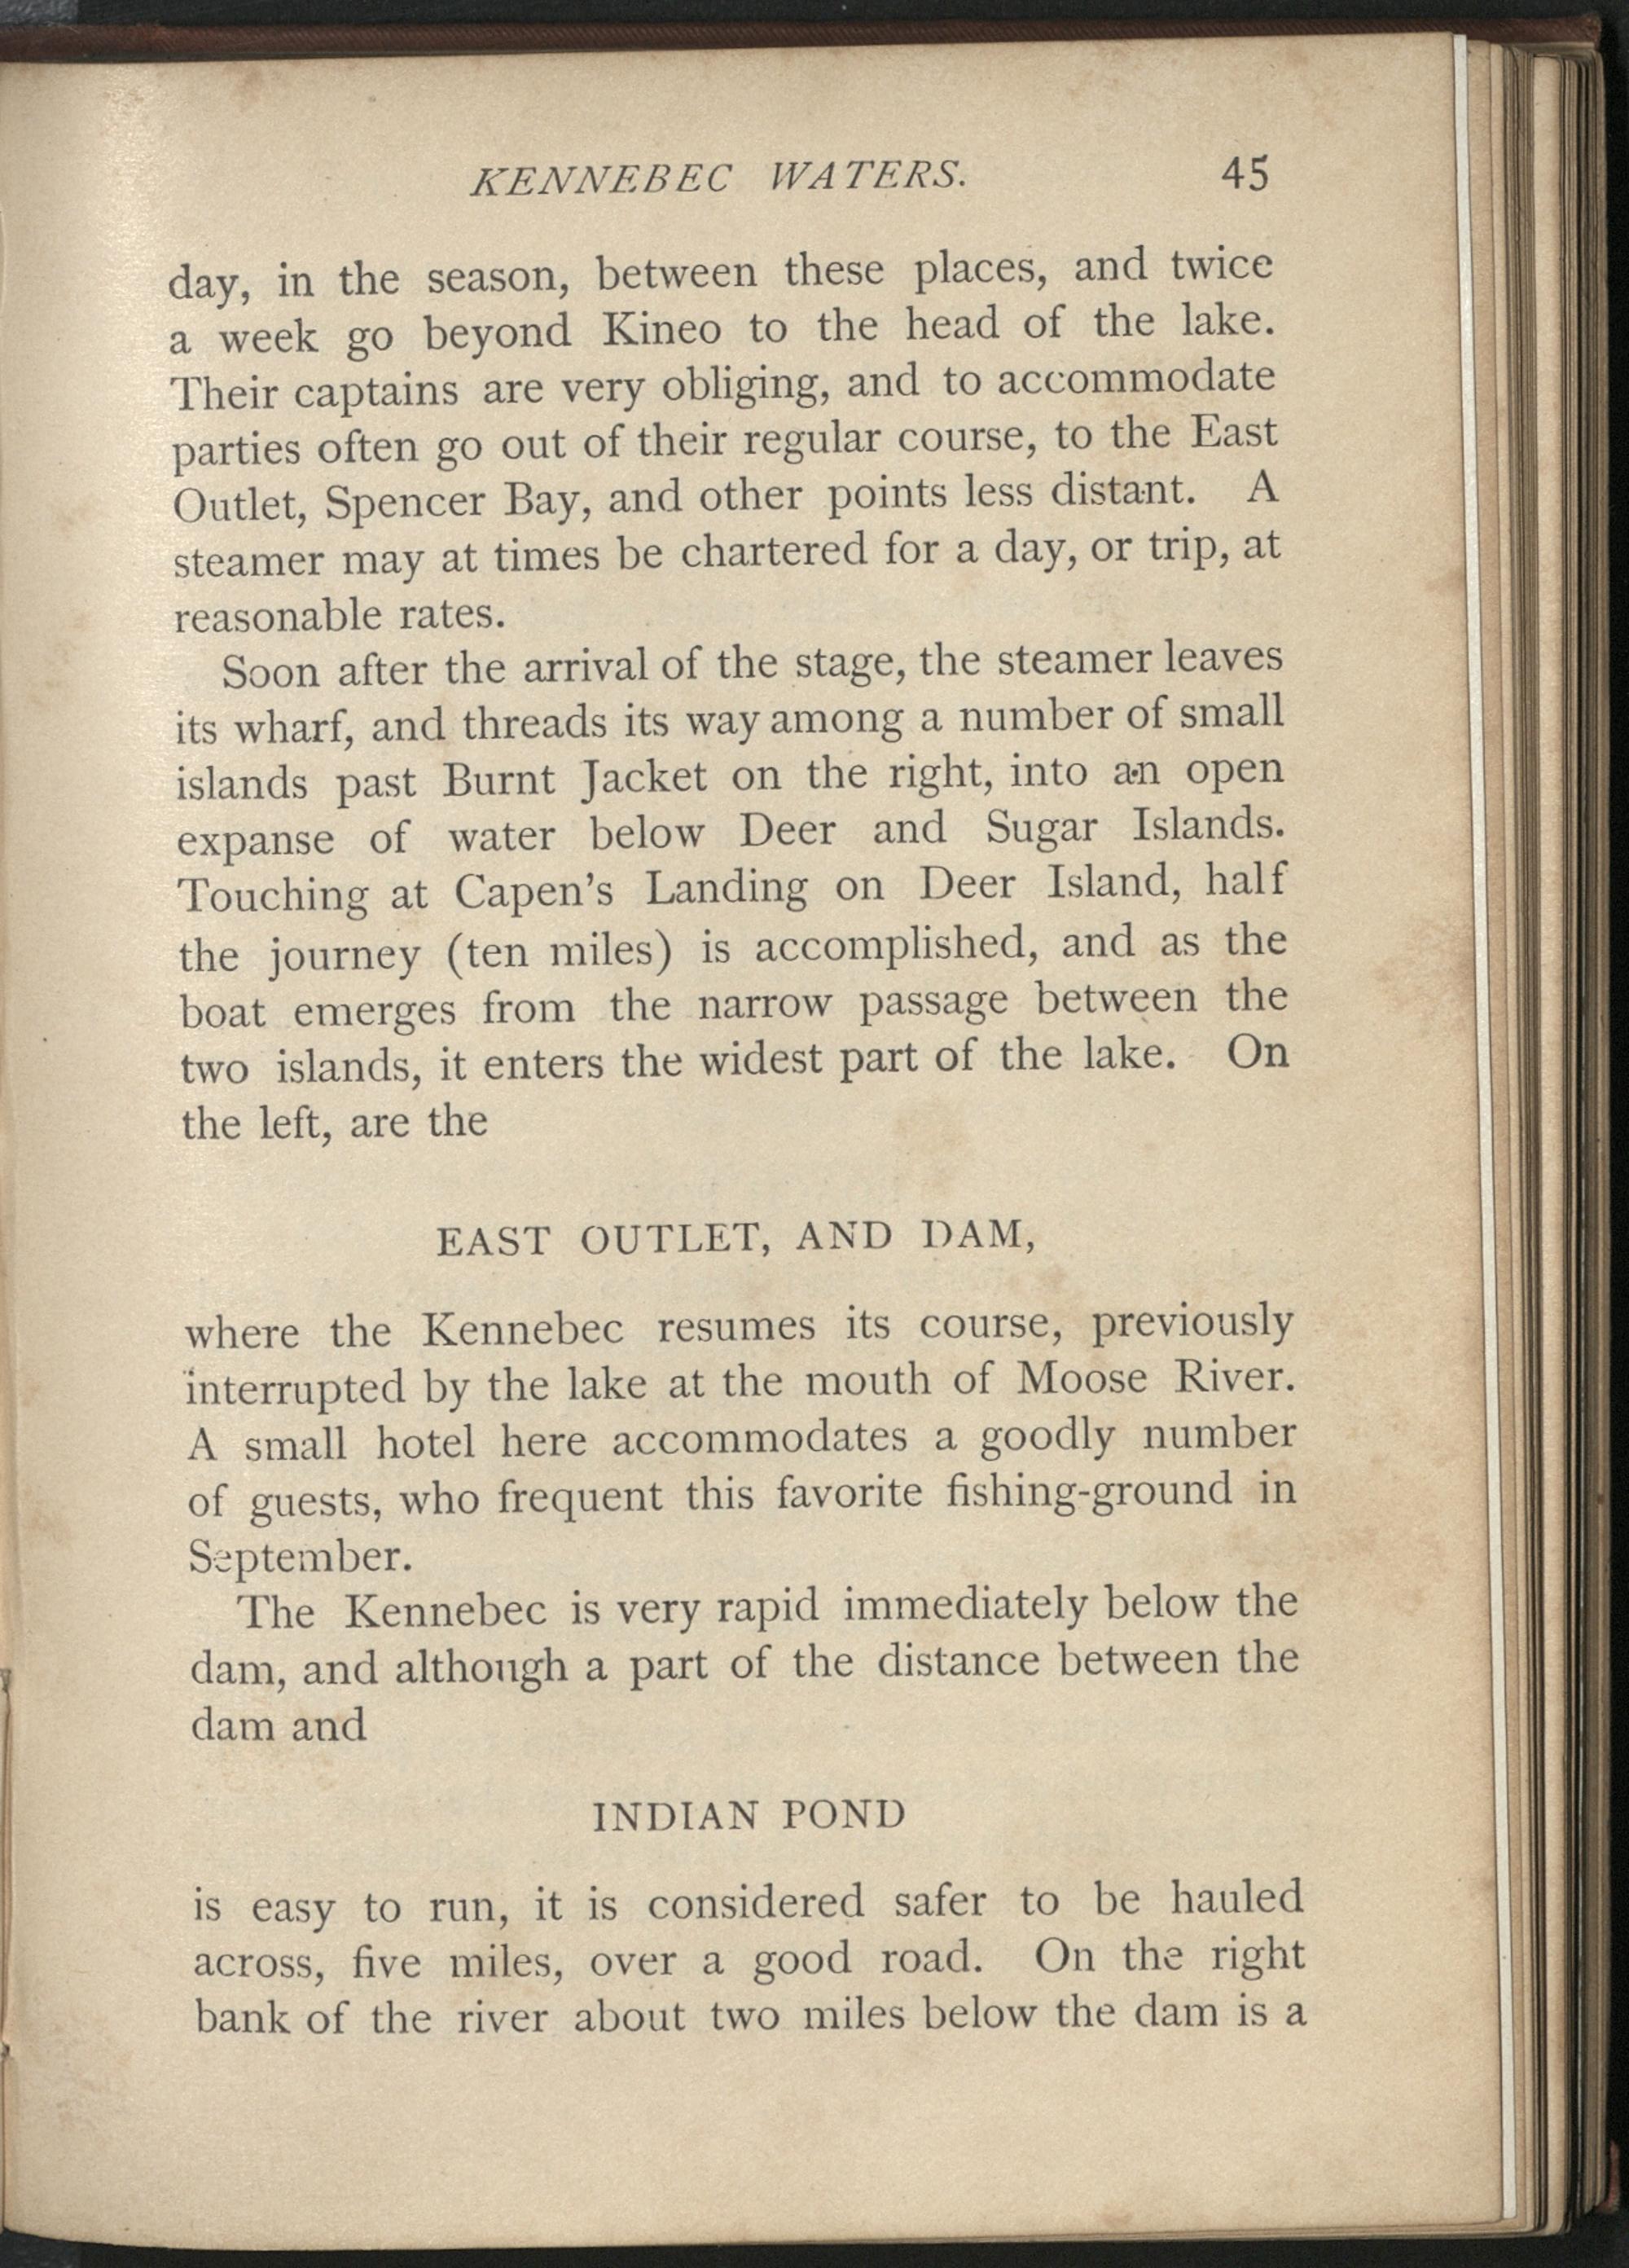 KENNEBEC WATERS. 45
day, in the season, between these places, and twice
a week go beyond Kineo to the head of the lake.
Their captains are very obliging, and to accommodate
parties often go out of their regular course, to the East
Outlet, Spencer Bay, and other points less distant. A
steamer may at times be chartered for a day, or trip, at
reasonable rates.
Soon after the arrival of the stage, the steamer leaves
its wharf, and threads its way among a number of small
islands past Burnt Jacket on the right, into an open
expanse of water below Deer and Sugar Islands.
Touching at Capen's Landing on Deer Island, half
the journey (ten miles) is accomplished, and as the
boat emerges from the narrow passage between the
two islands, it enters the widest part of the lake. On
the left, are the
EAST OUTLET, AND DAM,
where the Kennebec resumes its course, previously
interrupted by the lake at the mouth of Moose River.
A small hotel here accommodates a goodly number
of guests, who frequent this favorite fishing-ground in
September.
The Kennebec is very rapid immediately below the
dam, and although a part of the distance between the
dam and
INDIAN POND
is easy to run, it is considered safer to be hauled
across, five miles, over a good road. On the right
bank of the river about two miles below the dam is a